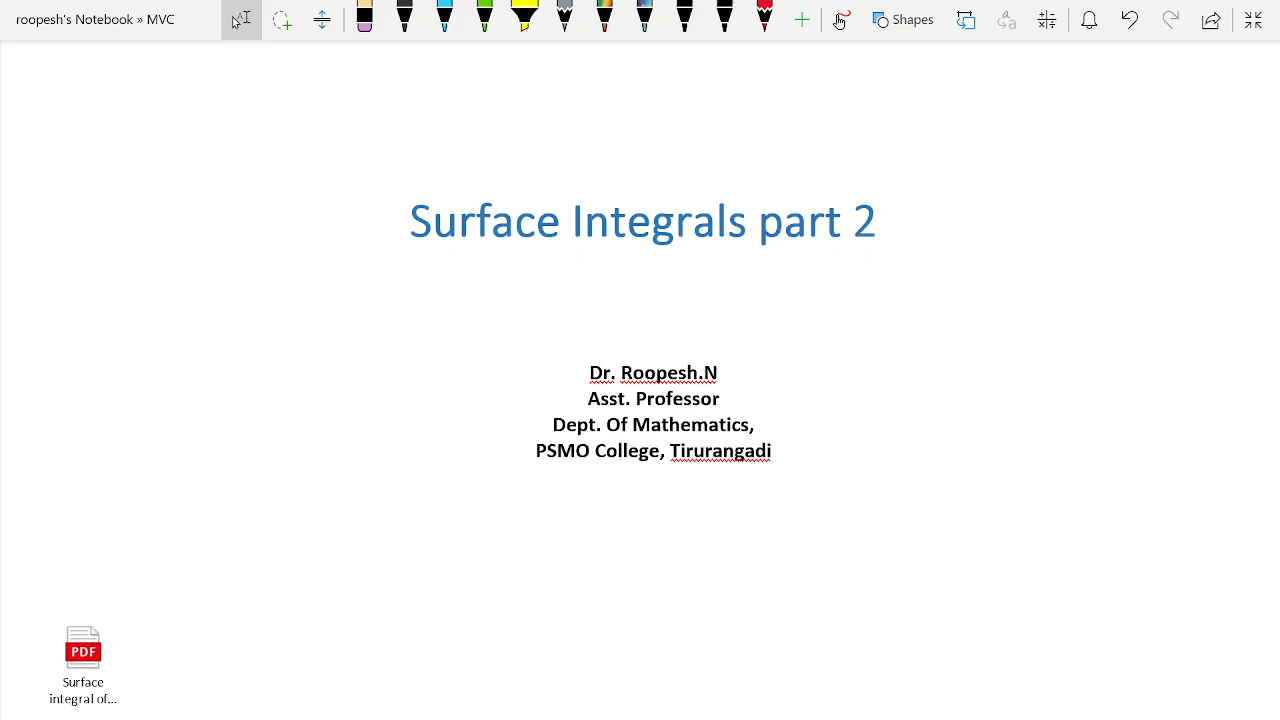 roopesh's Notebook » MVC
Shapes
Surface Integrals part 2
Dr. Roopesh.N
Asst. Professor
Dept. Of Mathematics,
PSMO College, Tirurangadi
PDF
Surface
integral of...